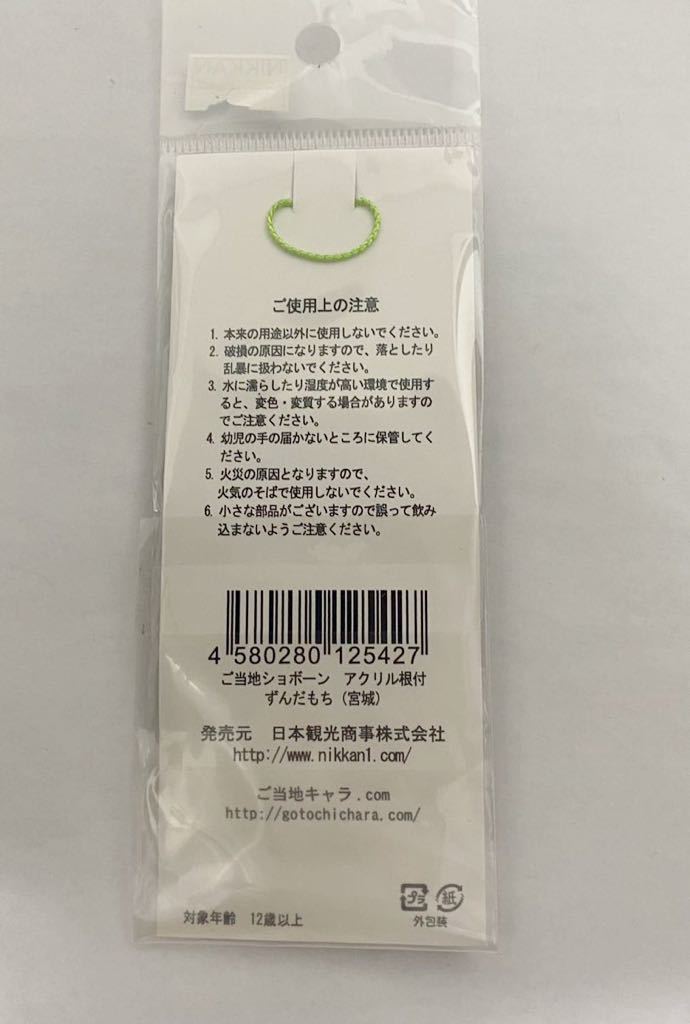 NIKKAN
ご使用上の注意
1. 本来の用途以外に使用しないでください。
2. 破損の原因になりますので、落としたり
乱暴に扱わないでください。
3. 水に濡らしたり湿度が高い環境で使用す
ると、変色・変質する場合がありますの
でご注意ください。
4. 幼児の手の届かないところに保管してく
ださい。
5. 火災の原因となりますので、
火気のそばで使用しないでください。
6. 小さな部品がございますので誤って飲み
込まないようご注意ください。
4 580280 125427
ご当地ショボーン アクリル根付
ずんだもち（宮城）
発売元 日本観光商事株式会社
http://www.nikkan1.com/
ご当地キャラ.com
http://gotochichara.com/
プラ 紙
外包装
対象年齢 12歳以上